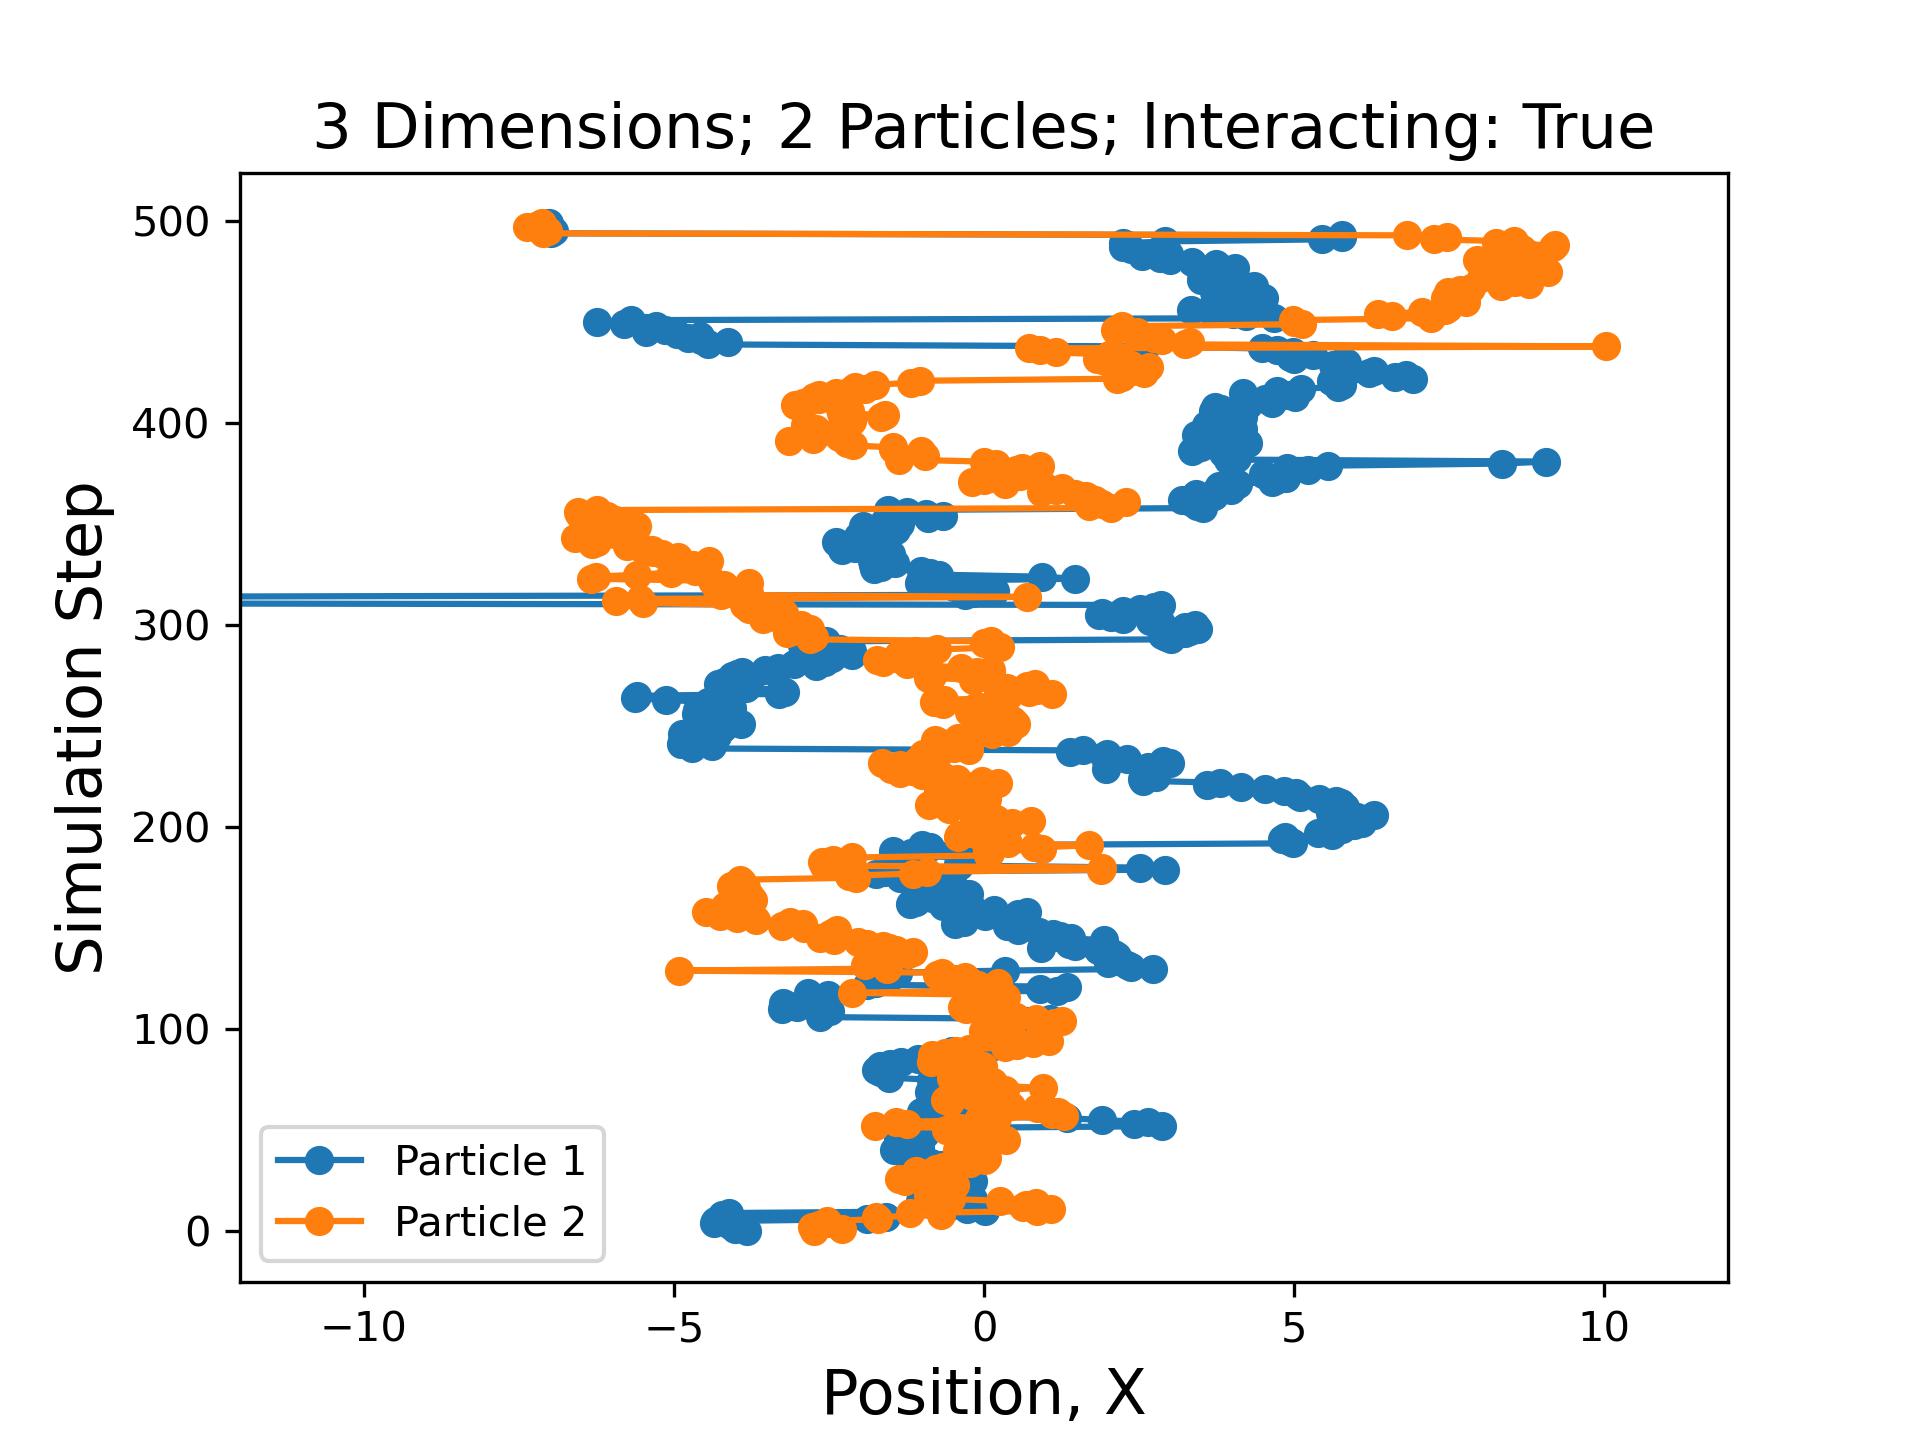 3 Dimensions; 2 Particles; Interacting: True
Simulation Step
500
400
300
200
100
0
Particle 1
Particle 2
−10
−5
0
5
10
Position, X